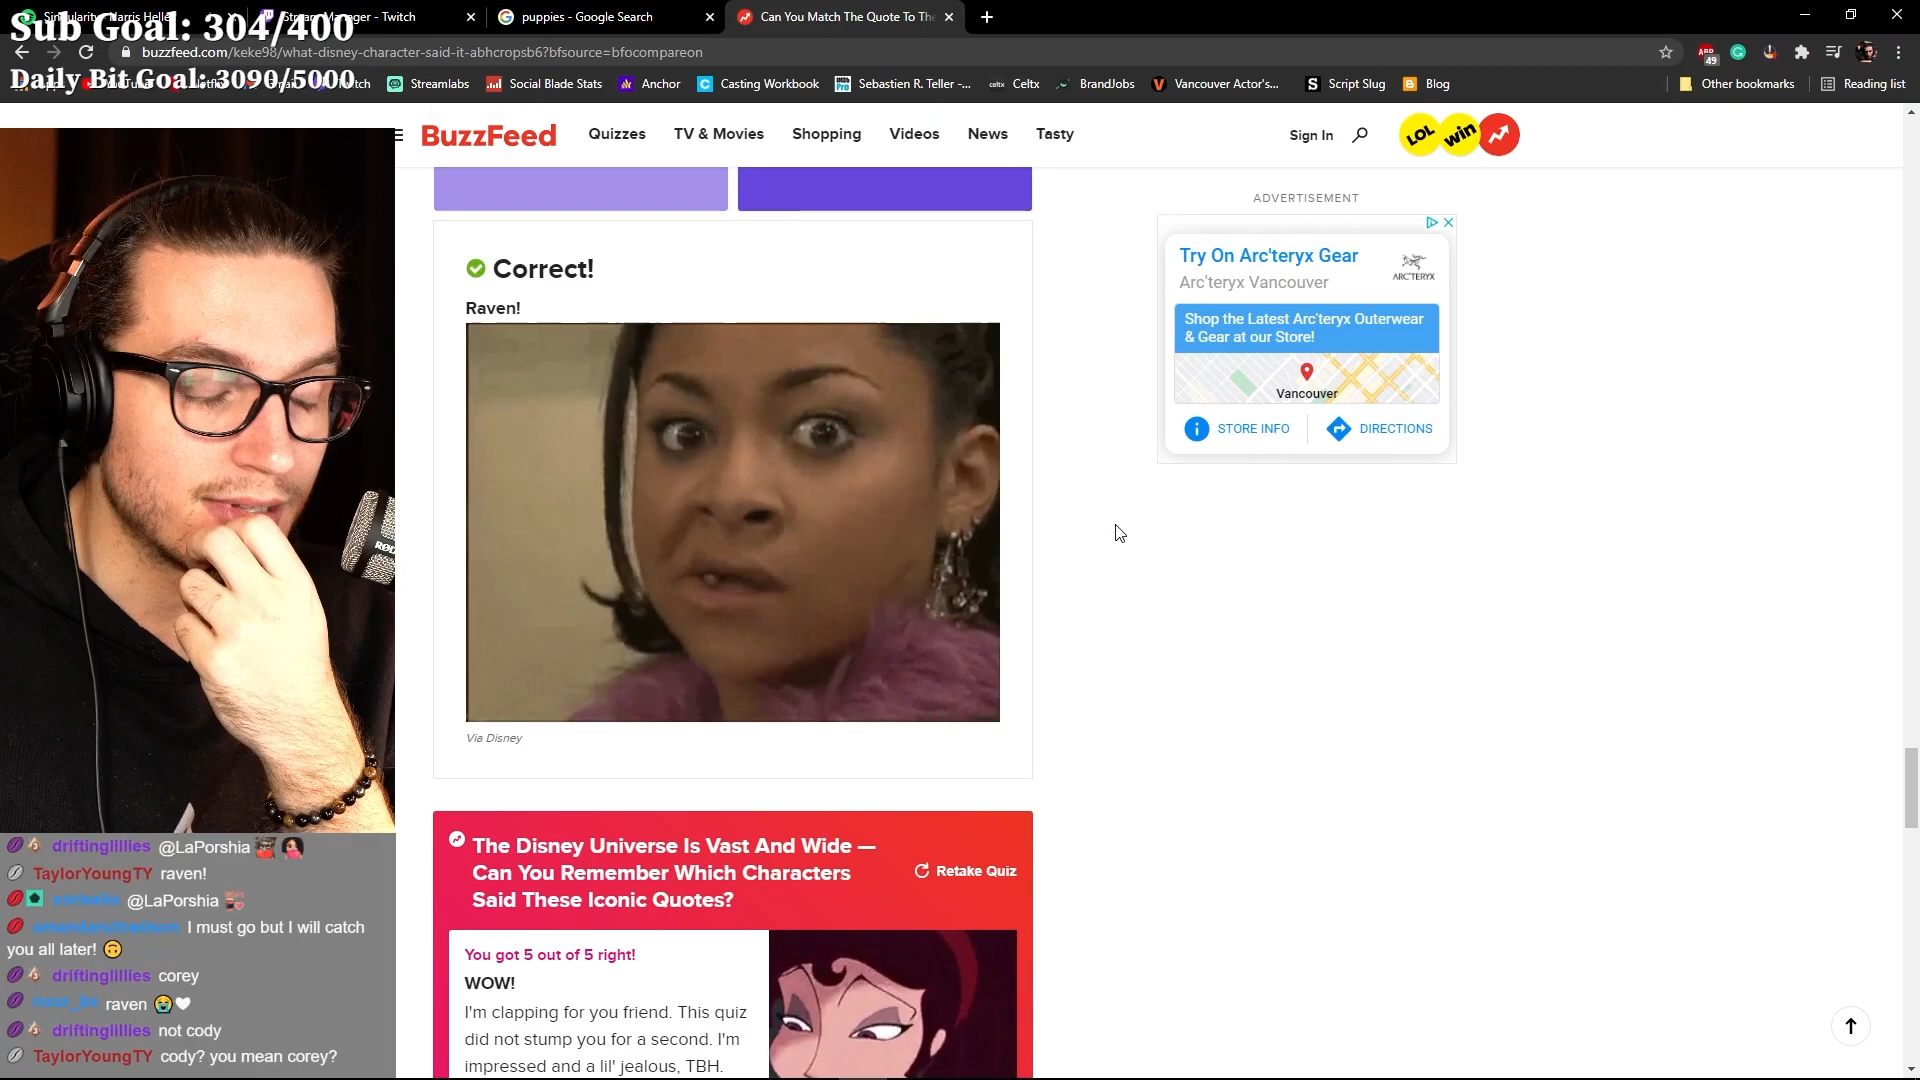 Sub Goal: 304/400
Daily Bit Goal: 3090/5000
Stream Manager - Twitch
puppies - Google Search
Can You Match The Quote To The
buzzfeed.com/keke98/what-disney-character-said-it-abhcropsb6?bfsource=bfocompareon
49
Streamlabs
Social Blade Stats
Anchor
Casting Workbook
Sebastien R. Teller -...
celtx Celtx
BrandJobs
Vancouver Actor's...
Script Slug
Blog
Other bookmarks
Reading list
BuzzFeed
Quizzes
TV & Movies
Shopping
Videos
News
Tasty
Sign In
LOL
win
ADVERTISEMENT
Try On Arc'teryx Gear
Arc'teryx Vancouver
ARC'TERYX
Shop the Latest Arc'teryx Outerwear
& Gear at our Store!
Vancouver
STORE INFO
DIRECTIONS
Correct!
Raven!
Via Disney
RØDE
The Disney Universe Is Vast And Wide —
Can You Remember Which Characters
Said These Iconic Quotes?
Retake Quiz
You got 5 out of 5 right!
WOW!
I'm clapping for you friend. This quiz
did not stump you for a second. I'm
impressed and a lil' jealous, TBH.
driftinglillies @LaPorshia
TaylorYoungTY raven!
@LaPorshia
I must go but I will catch
you all later!
driftinglillies corey
raven
driftinglillies not cody
TaylorYoungTY cody? you mean corey?